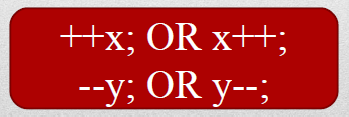 ++x; OR x++;
--y; OR y--;